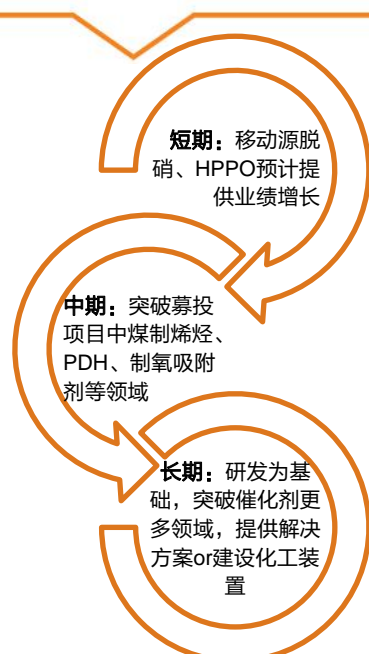 短期：移动源脱
硝、HPPO预计提
供业绩增长
中期：突破募投
项目中煤制烯烃、
PDH、制氧吸附
剂等领域
长期：研发为基
础，突破催化剂更
多领域，提供解决
方案or建设化工装
置